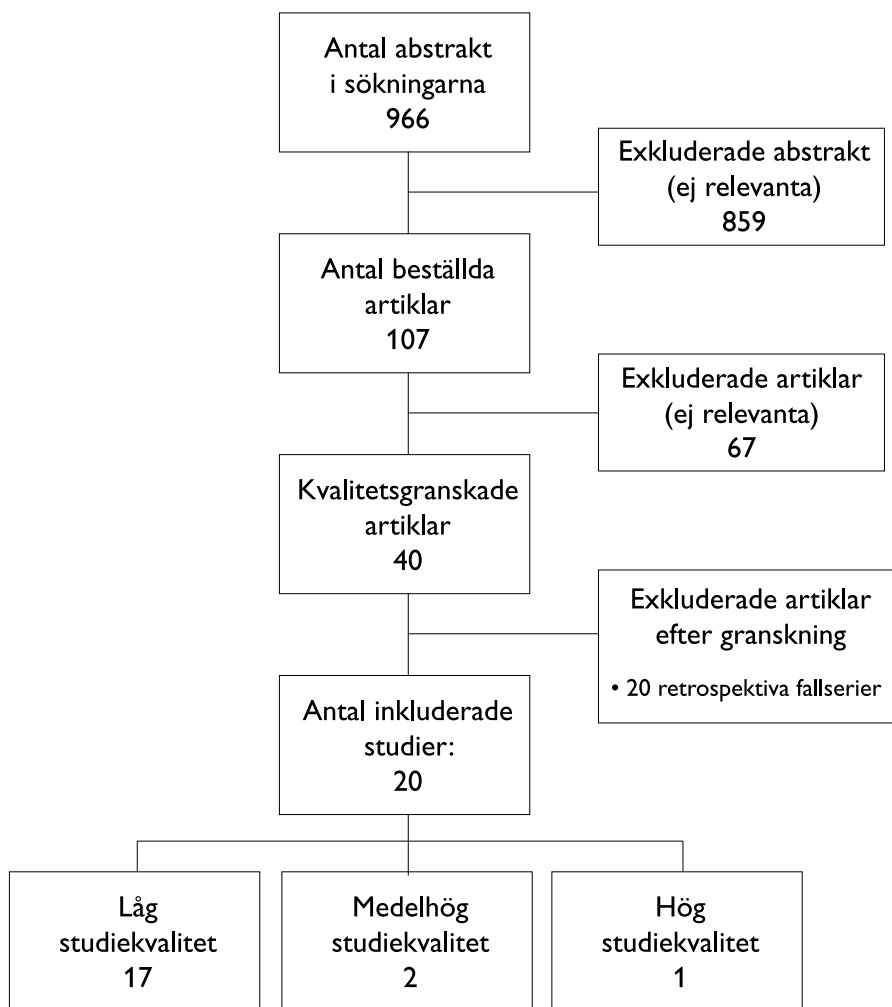 Antal abstrakt
i sökningarna
966
Exkluderade abstrakt
(ej relevanta)
859
Antal beställda
artiklar
107
Exkluderade artiklar
(ej relevanta)
67
Kvalitetsgranskade
artiklar
40
Exkluderade artiklar
efter granskning
• 20 retrospektiva fallserier
Antal inkluderade
studier:
20
Låg
studiekvalitet
17
Medelhög
studiekvalitet
2
Hög
studiekvalitet
1